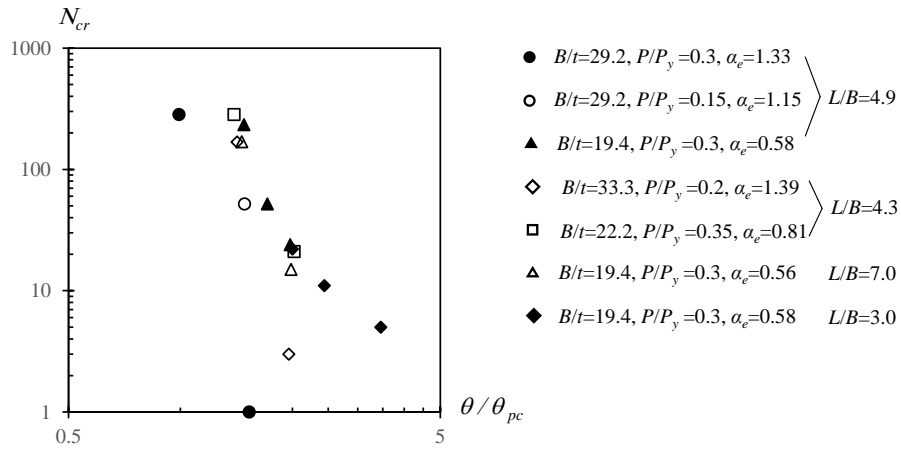 N_cr
1000
100
10
1
0.5
5
θ / θ_pc
B/t=29.2, P/P_y =0.3, α_e=1.33
B/t=29.2, P/P_y =0.15, α_e=1.15
B/t=19.4, P/P_y =0.3, α_e=0.58
L/B=4.9
B/t=33.3, P/P_y =0.2, α_e=1.39
B/t=22.2, P/P_y =0.35, α_e=0.81
L/B=4.3
B/t=19.4, P/P_y =0.3, α_e=0.56 L/B=7.0
B/t=19.4, P/P_y =0.3, α_e=0.58 L/B=3.0